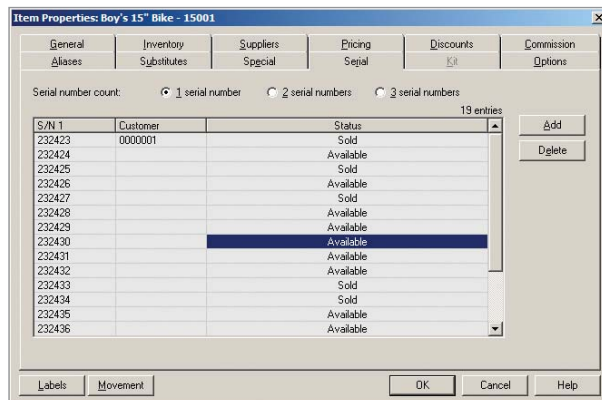 Item Properties: Boy's 15" Bike - 15001
General Inventory Suppliers Pricing Discounts Commission
Aliases Substitutes Special Serial Kit Options
Serial number count: 1 serial number 2 serial numbers 3 serial numbers
19 entries
S/N 1 Customer Status
232423 0000001 Sold
232424 Available
232425 Sold
232426 Available
232427 Sold
232428 Available
232429 Available
232430 Available
232431 Available
232432 Available
232433 Sold
232434 Sold
232435 Available
232436 Available
Add
Delete
Labels Movement OK Cancel Help